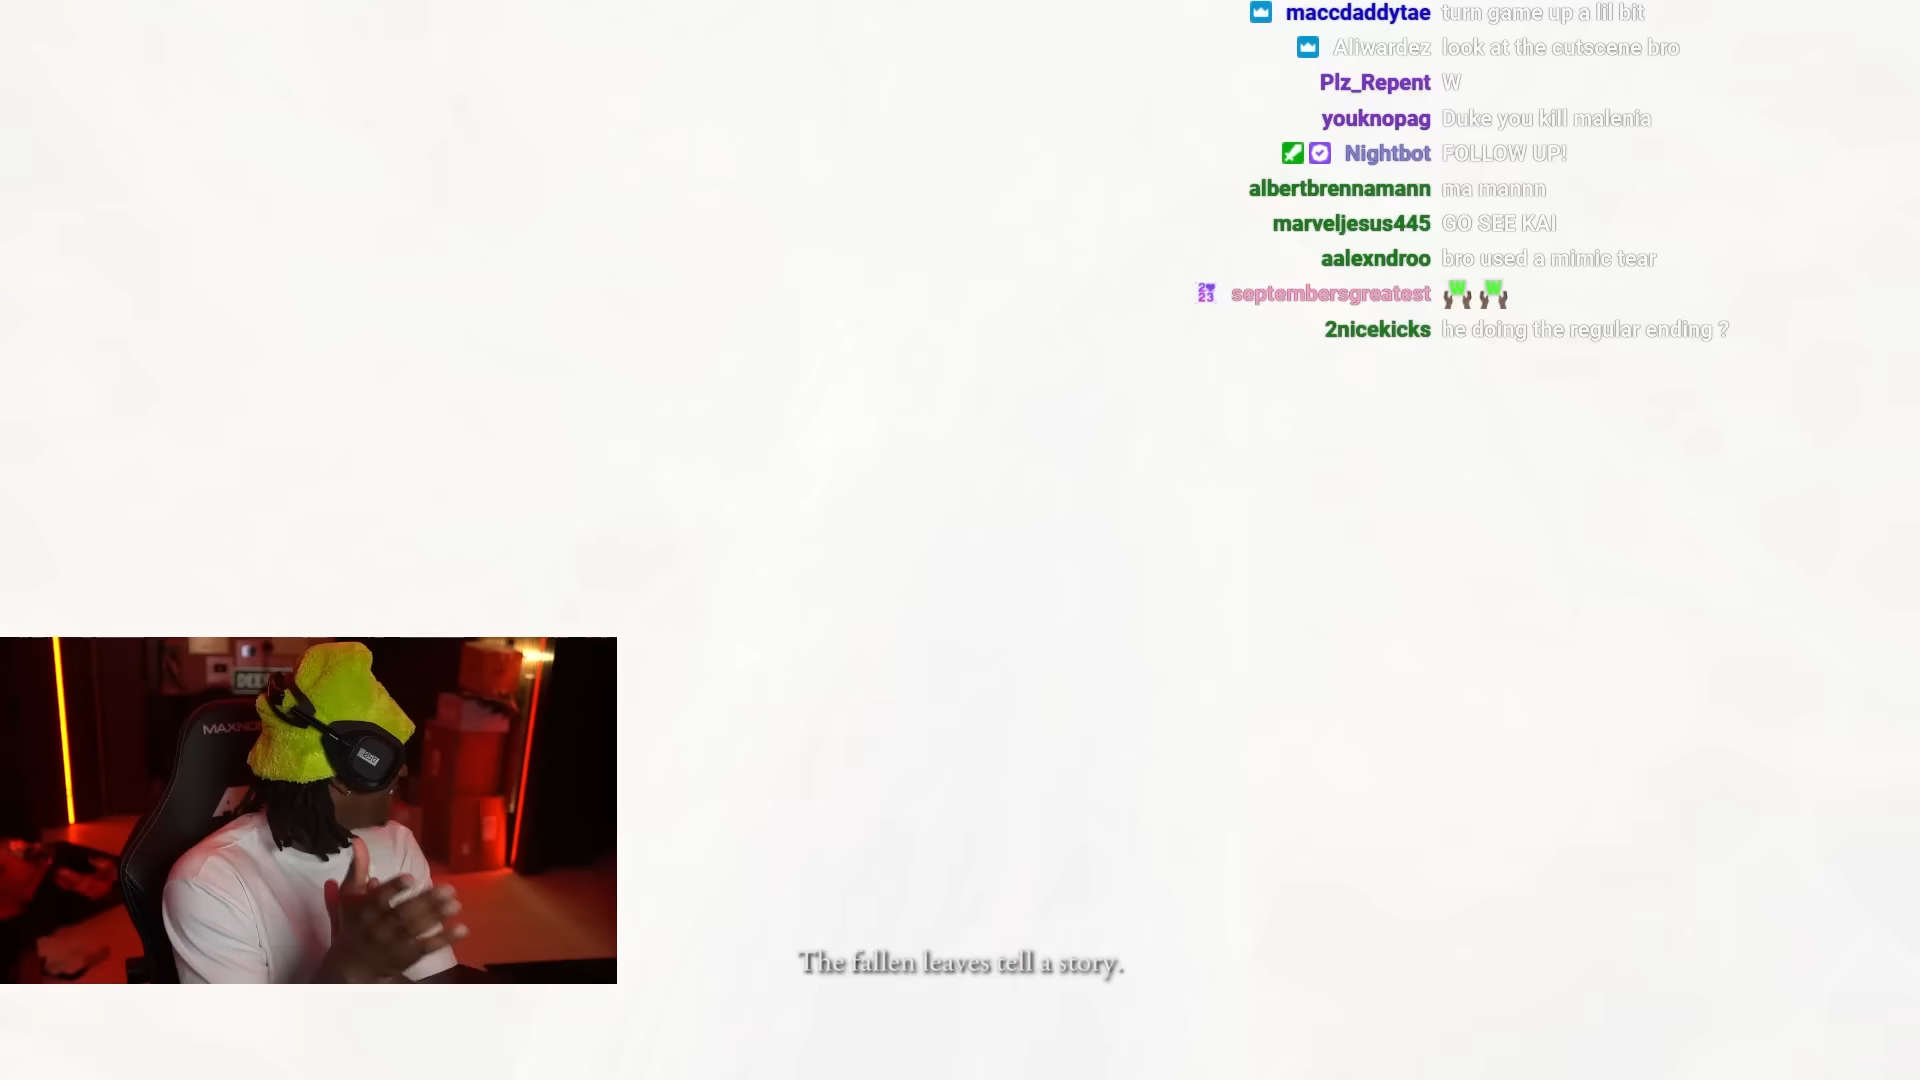 maccdaddytae turn game up a lil bit
Aliwardez look at the cutscene bro
Plz_Repent W
youknopag Duke you kill malenia
Nightbot FOLLOW UP!
albertbrennamann ma mannn
marveljesus445 GO SEE KAI
aalexndroo bro used a mimic tear
2023 septembersgreatest W W
2nicekicks he doing the regular ending ?
The fallen leaves tell a story.